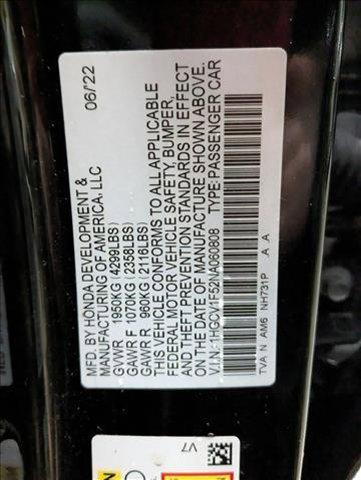 MFD. BY HONDA DEVELOPMENT & 06/22
MANUFACTURING OF AMERICA, LLC
GVWR 1950KG (4299LBS)
GAWR F 1070KG (2358LBS)
GAWR R 960KG (2116LBS)
THIS VEHICLE CONFORMS TO ALL APPLICABLE
FEDERAL MOTOR VEHICLE SAFETY, BUMPER,
AND THEFT PREVENTION STANDARDS IN EFFECT
ON THE DATE OF MANUFACTURE SHOWN ABOVE.
V.I.N.:1HGCV1F52NA060808 TYPE:PASSENGER CAR
TVA N AM6 NH731P A A
V7